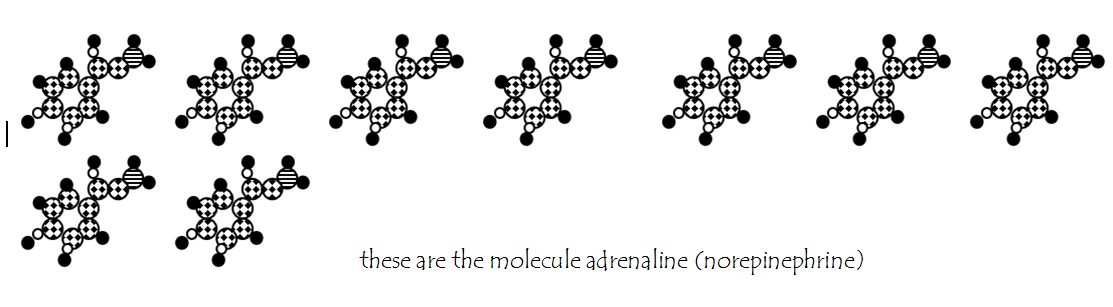 these are the molecule adrenaline (norepinephrine)